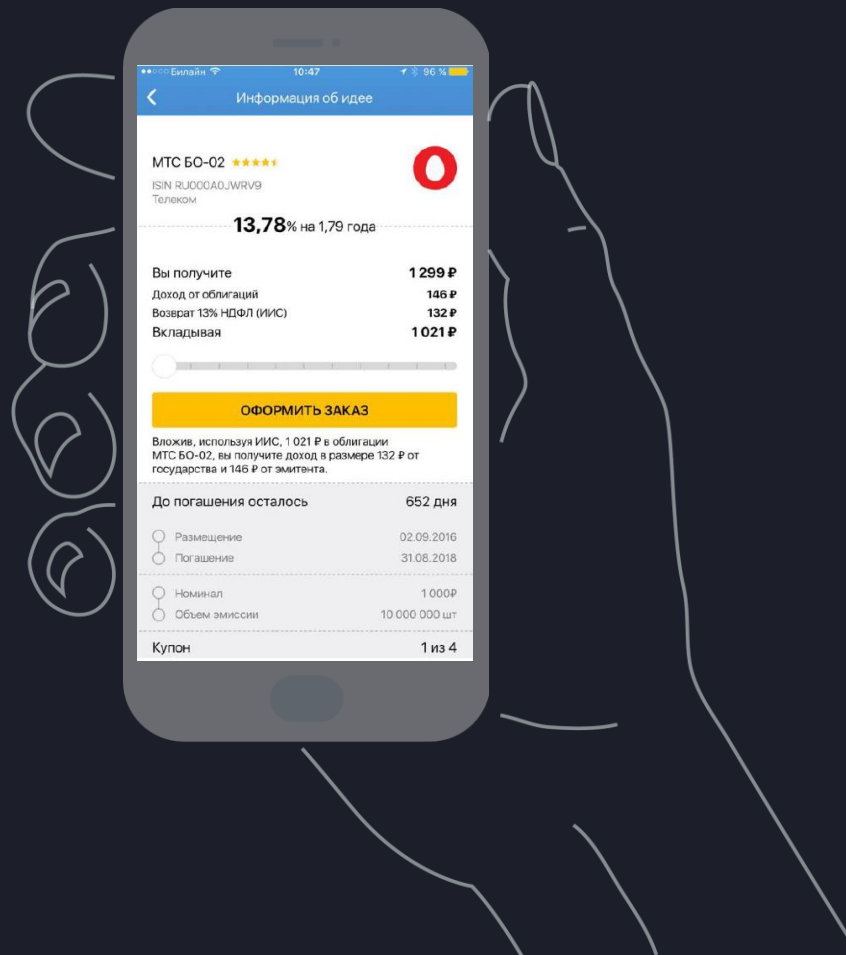 Билайн 10:47 96 %
Информация об идее
МТС БО-02
ISIN RU000A0JWRV9
Телеком
13,78% на 1,79 года
Вы получите 1 299 ₽
Доход от облигаций 146 ₽
Возврат 13% НДФЛ (ИИС) 132 ₽
Вкладывая 1 021 ₽
ОФОРМИТЬ ЗАКАЗ
Вложив, используя ИИС, 1 021 ₽ в облигации
МТС БО-02, вы получите доход в размере 132 ₽ от
государства и 146 ₽ от эмитента.
До погашения осталось 652 дня
Размещение 02.09.2016
Погашение 31.08.2018
Номинал 1 000₽
Объем эмиссии 10 000 000 шт
Купон 1 из 4